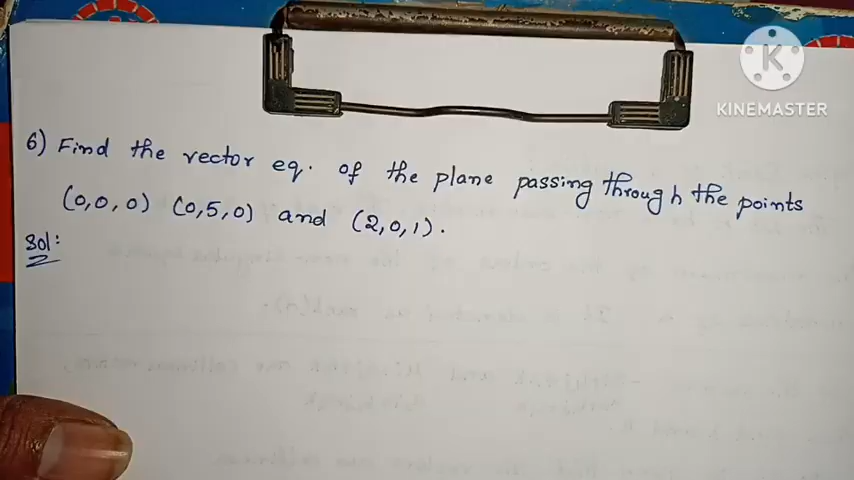 KINEMASTER
6) Find the vector eq. of the plane passing through the points
(0,0,0) (0,5,0) and (2,0,1).
Sol: